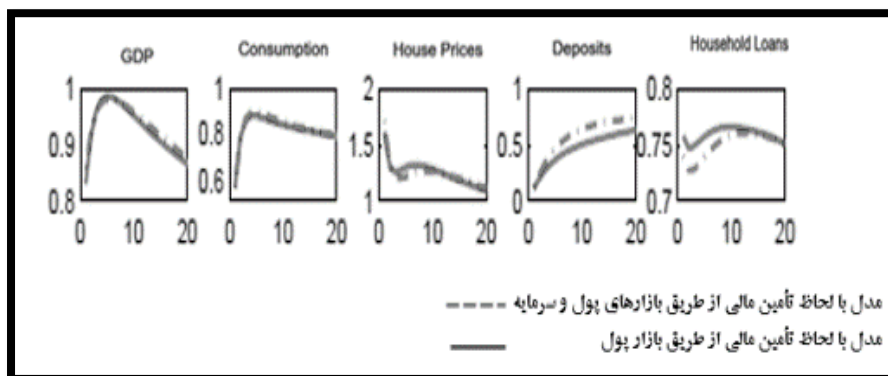 GDP Consumption House Prices Deposits Household Loans
1 1 2 1 0.8
0.9 0.8 1.5 0.5 0.75
0.8 0.6 1 0 0.7
0 10 20 0 10 20 0 10 20 0 10 20 0 10 20
مدل با لحاظ تأمین مالی از طریق بازارهای پول و سرمایه
مدل با لحاظ تأمین مالی از طریق بازار پول